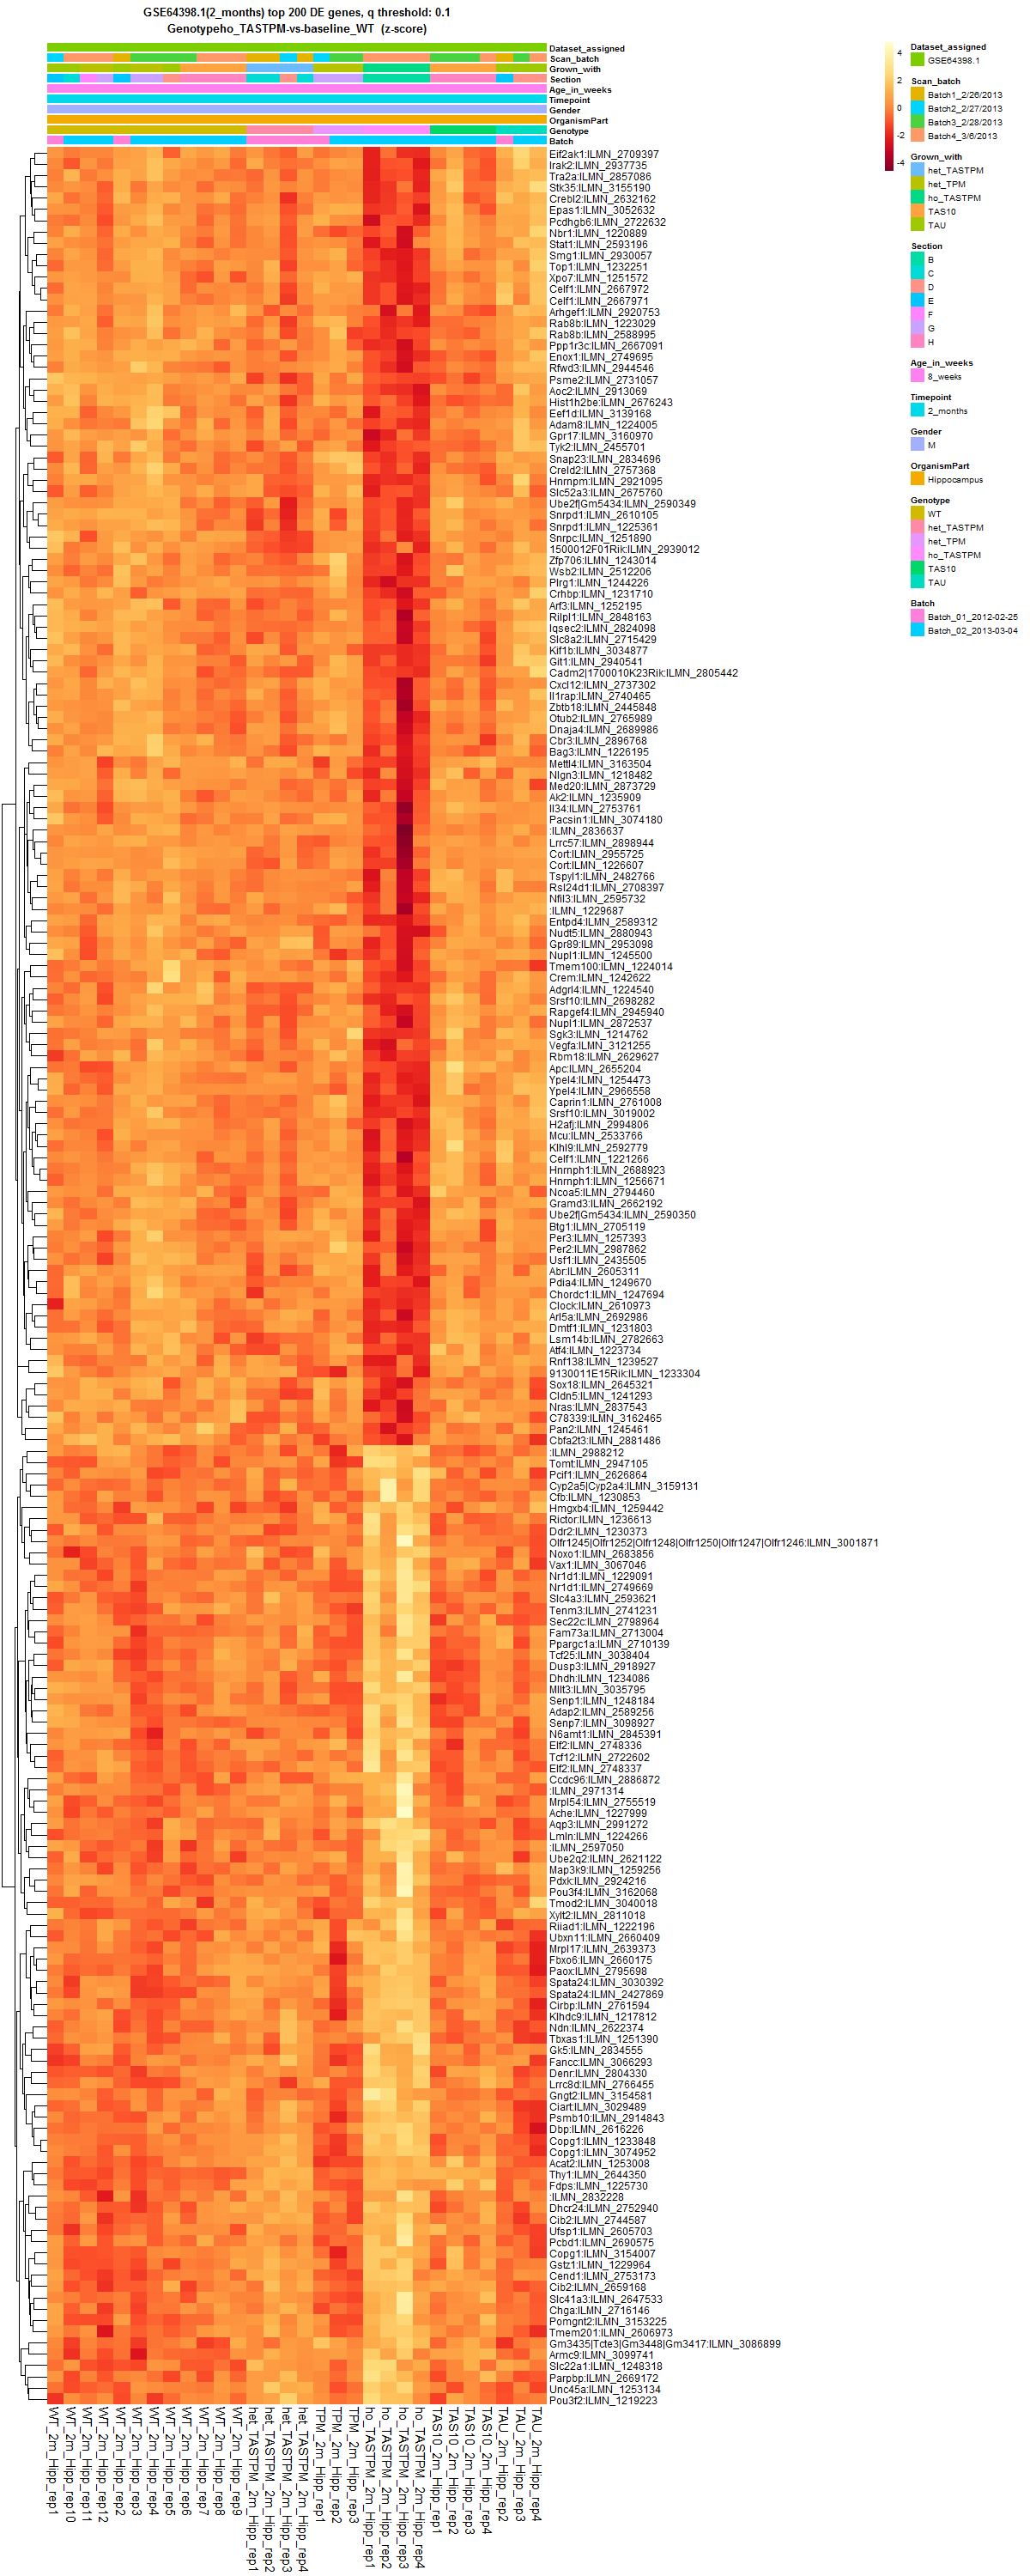 GSE64398.1(2_months) top 200 DE genes, q threshold: 0.1
Genotypeho_TASTPM-vs-baseline_WT (z-score)
Dataset_assigned
Scan_batch
Grown_with
Section
Age_in_weeks
Timepoint
Gender
OrganismPart
Genotype
Batch
4
2
0
-2
-4
Dataset_assigned
GSE64398.1
Scan_batch
Batch1_2/26/2013
Batch2_2/27/2013
Batch3_2/28/2013
Batch4_3/6/2013
Grown_with
het_TASTPM
het_TPM
ho_TASTPM
TAS10
TAU
Section
B
C
D
E
F
G
H
Age_in_weeks
8_weeks
Timepoint
2_months
Gender
M
OrganismPart
Hippocampus
Genotype
WT
het_TASTPM
het_TPM
ho_TASTPM
TAS10
TAU
Batch
Batch_01_2012-02-25
Batch_02_2013-03-04
Eif2ak1:ILMN_2709397
Irak2:ILMN_2937735
Tra2a:ILMN_2857086
Stk35:ILMN_3155190
Crebl2:ILMN_2632162
Epas1:ILMN_3052632
Pcdhgb6:ILMN_2722632
Nbr1:ILMN_1220889
Stat1:ILMN_2593196
Smg1:ILMN_2930057
Top1:ILMN_1232251
Xpo7:ILMN_1251572
Celf1:ILMN_2667972
Celf1:ILMN_2667971
Arhgef1:ILMN_2920753
Rab8b:ILMN_1223029
Rab8b:ILMN_2588995
Ppp1r3c:ILMN_2667091
Enox1:ILMN_2749695
Rfwd3:ILMN_2944546
Psme2:ILMN_2731057
Aoc2:ILMN_2913069
Hist1h2be:ILMN_2676243
Eef1d:ILMN_3139168
Adam8:ILMN_1224005
Gpr17:ILMN_3160970
Tyk2:ILMN_2455701
Snap23:ILMN_2834696
Creld2:ILMN_2757368
Hnrnpm:ILMN_2921095
Slc52a3:ILMN_2675760
Ube2f|Gm5434:ILMN_2590349
Snrpd1:ILMN_2610105
Snrpd1:ILMN_1225361
Snrpc:ILMN_1251890
1500012F01Rik:ILMN_2939012
Zfp706:ILMN_1243014
Wsb2:ILMN_2512206
Plrg1:ILMN_1244226
Crhbp:ILMN_1231710
Arf3:ILMN_1252195
Rilpl1:ILMN_2848163
Iqsec2:ILMN_2824098
Slc8a2:ILMN_2715429
Kif1b:ILMN_3034877
Git1:ILMN_2940541
Cadm2|1700010K23Rik:ILMN_2805442
Cxcl12:ILMN_2737302
Il1rap:ILMN_2740465
Zbtb18:ILMN_2445848
Otub2:ILMN_2765989
Dnaja4:ILMN_2689986
Cbr3:ILMN_2896768
Bag3:ILMN_1226195
Mettl4:ILMN_3163504
Nlgn3:ILMN_1218482
Med20:ILMN_2873729
Ak2:ILMN_1235909
Il34:ILMN_2753761
Pacsin1:ILMN_3074180
:ILMN_2836637
Lrrc57:ILMN_2898944
Cort:ILMN_2955725
Cort:ILMN_1226607
Tspyl1:ILMN_2482766
Rsl24d1:ILMN_2708397
Nfil3:ILMN_2595732
:ILMN_1229687
Entpd4:ILMN_2589312
Nudt5:ILMN_2880943
Gpr89:ILMN_2953098
Nupl1:ILMN_1245500
Tmem100:ILMN_1224014
Crem:ILMN_1242622
Adgrl4:ILMN_1224540
Srsf10:ILMN_2698282
Rapgef4:ILMN_2945940
Nupl1:ILMN_2872537
Sgk3:ILMN_1214762
Vegfa:ILMN_3121255
Rbm18:ILMN_2629627
Apc:ILMN_2655204
Ypel4:ILMN_1254473
Ypel4:ILMN_2966558
Caprin1:ILMN_2761008
Srsf10:ILMN_3019002
H2afj:ILMN_2994806
Mcu:ILMN_2533766
Klhl9:ILMN_2592779
Celf1:ILMN_1221266
Hnrnph1:ILMN_2688923
Hnrnph1:ILMN_1256671
Ncoa5:ILMN_2794460
Gramd3:ILMN_2662192
Ube2f|Gm5434:ILMN_2590350
Btg1:ILMN_2705119
Per3:ILMN_1257393
Per2:ILMN_2987862
Usf1:ILMN_2435505
Abr:ILMN_2605311
Pdia4:ILMN_1249670
Chordc1:ILMN_1247694
Clock:ILMN_2610973
Arl5a:ILMN_2692986
Dmtf1:ILMN_1231803
Lsm14b:ILMN_2782663
Atf4:ILMN_1223734
Rnf138:ILMN_1239527
9130011E15Rik:ILMN_1233304
Sox18:ILMN_2645321
Cldn5:ILMN_1241293
Nras:ILMN_2837543
C78339:ILMN_3162465
Pan2:ILMN_1245461
Cbfa2t3:ILMN_2881486
:ILMN_2988212
Tomt:ILMN_2947105
Pcif1:ILMN_2626864
Cyp2a5|Cyp2a4:ILMN_3159131
Cfb:ILMN_1230853
Hmgxb4:ILMN_1259442
Rictor:ILMN_1236613
Ddr2:ILMN_1230373
Olfr1245|Olfr1252|Olfr1248|Olfr1250|Olfr1247|Olfr1246:ILMN_3001871
Noxo1:ILMN_2683856
Vax1:ILMN_3067046
Nr1d1:ILMN_1229091
Nr1d1:ILMN_2749669
Slc4a3:ILMN_2593621
Tenm3:ILMN_2741231
Sec22c:ILMN_2798964
Fam73a:ILMN_2713004
Ppargc1a:ILMN_2710139
Tcf25:ILMN_3038404
Dusp3:ILMN_2918927
Dhdh:ILMN_1234086
Mllt3:ILMN_3035795
Senp1:ILMN_1248184
Adap2:ILMN_2589256
Senp7:ILMN_3098927
N6amt1:ILMN_2845391
Elf2:ILMN_2748336
Tcf12:ILMN_2722602
Elf2:ILMN_2748337
Ccdc96:ILMN_2886872
:ILMN_2971314
Mrpl54:ILMN_2755519
Ache:ILMN_1227999
Aqp3:ILMN_2991272
Lmln:ILMN_1224266
:ILMN_2597050
Ube2q2:ILMN_2621122
Map3k9:ILMN_1259256
Pdxk:ILMN_2924216
Pou3f4:ILMN_3162068
Tmod2:ILMN_3040018
Xylt2:ILMN_2811018
Riiad1:ILMN_1222196
Ubxn11:ILMN_2660409
Mrpl17:ILMN_2639373
Fbxo6:ILMN_2660175
Paox:ILMN_2795698
Spata24:ILMN_3030392
Spata24:ILMN_2427869
Cirbp:ILMN_2761594
Klhdc9:ILMN_1217812
Ndn:ILMN_2622374
Tbxas1:ILMN_1251390
Gk5:ILMN_2834555
Fancc:ILMN_3066293
Denr:ILMN_2804330
Lrrc8d:ILMN_2766455
Gngt2:ILMN_3154581
Ciart:ILMN_3029489
Psmb10:ILMN_2914843
Dbp:ILMN_2616226
Copg1:ILMN_1233848
Copg1:ILMN_3074952
Acat2:ILMN_1253008
Thy1:ILMN_2644350
Fdps:ILMN_1225730
:ILMN_2832228
Dhcr24:ILMN_2752940
Cib2:ILMN_2744587
Ufsp1:ILMN_2605703
Pcbd1:ILMN_2690575
Copg1:ILMN_3154007
Gstz1:ILMN_1229964
Cend1:ILMN_2753173
Cib2:ILMN_2659168
Slc41a3:ILMN_2647533
Chga:ILMN_2716146
Pomgnt2:ILMN_3153225
Tmem201:ILMN_2606973
Gm3435|Tcte3|Gm3448|Gm3417:ILMN_3086899
Armc9:ILMN_3099741
Slc22a1:ILMN_1248318
Parpbp:ILMN_2669172
Unc45a:ILMN_1253134
Pou3f2:ILMN_1219223
WT_2m_Hipp_rep1
WT_2m_Hipp_rep10
WT_2m_Hipp_rep11
WT_2m_Hipp_rep12
WT_2m_Hipp_rep2
WT_2m_Hipp_rep3
WT_2m_Hipp_rep4
WT_2m_Hipp_rep5
WT_2m_Hipp_rep6
WT_2m_Hipp_rep7
WT_2m_Hipp_rep8
WT_2m_Hipp_rep9
het_TASTPM_2m_Hipp_rep1
het_TASTPM_2m_Hipp_rep2
het_TASTPM_2m_Hipp_rep3
het_TASTPM_2m_Hipp_rep4
TPM_2m_Hipp_rep1
TPM_2m_Hipp_rep2
TPM_2m_Hipp_rep3
ho_TASTPM_2m_Hipp_rep1
ho_TASTPM_2m_Hipp_rep2
ho_TASTPM_2m_Hipp_rep3
ho_TASTPM_2m_Hipp_rep4
TAS10_2m_Hipp_rep1
TAS10_2m_Hipp_rep2
TAS10_2m_Hipp_rep3
TAS10_2m_Hipp_rep4
TAU_2m_Hipp_rep2
TAU_2m_Hipp_rep3
TAU_2m_Hipp_rep4